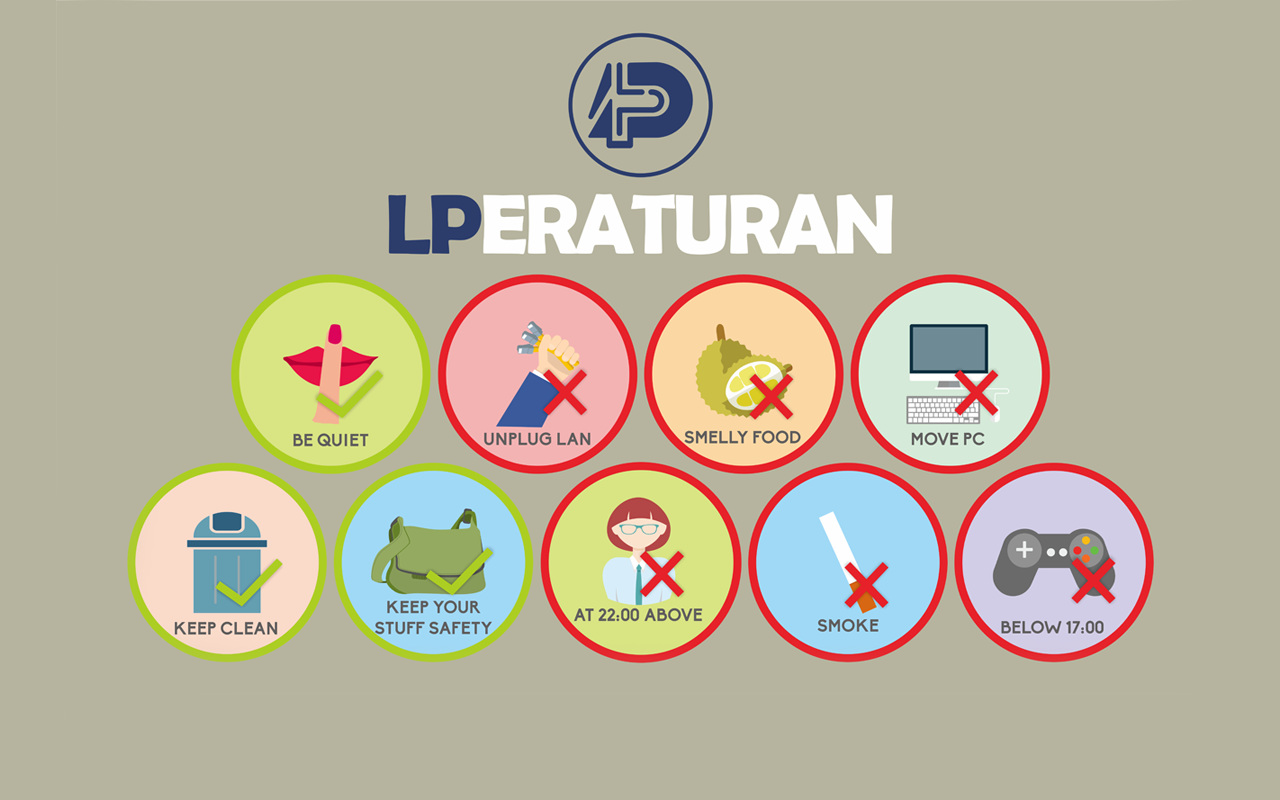 LPERATURAN
BE QUIET
UNPLUG LAN
SMELLY FOOD
MOVE PC
KEEP CLEAN
KEEP YOUR
STUFF SAFETY
AT 22:00 ABOVE
SMOKE
BELOW 17:00